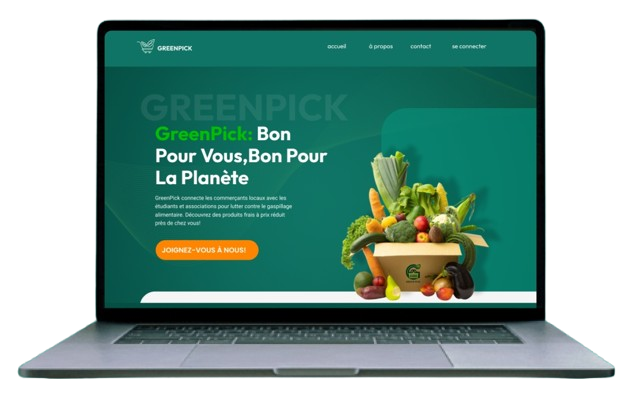 GREENPICK
accueil à propos contact se connecter
GREENPICK
GreenPick: Bon
Pour Vous,Bon Pour
La Planète
GreenPick connecte les commerçants locaux avec les
étudiants et associations pour lutter contre le gaspillage
alimentaire. Découvrez des produits frais à prix réduit
près de chez vous!
JOIGNEZ-VOUS À NOUS!